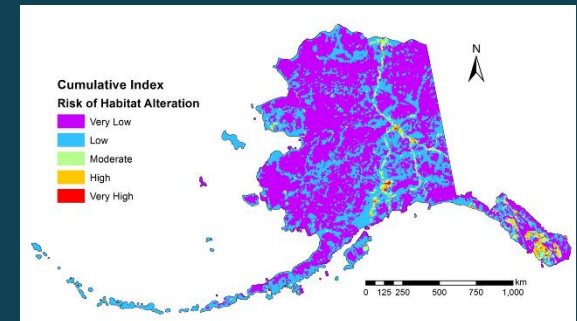 N
Cumulative Index
Risk of Habitat Alteration
Very Low
Low
Moderate
High
Very High
km
0 125 250 500 750 1,000